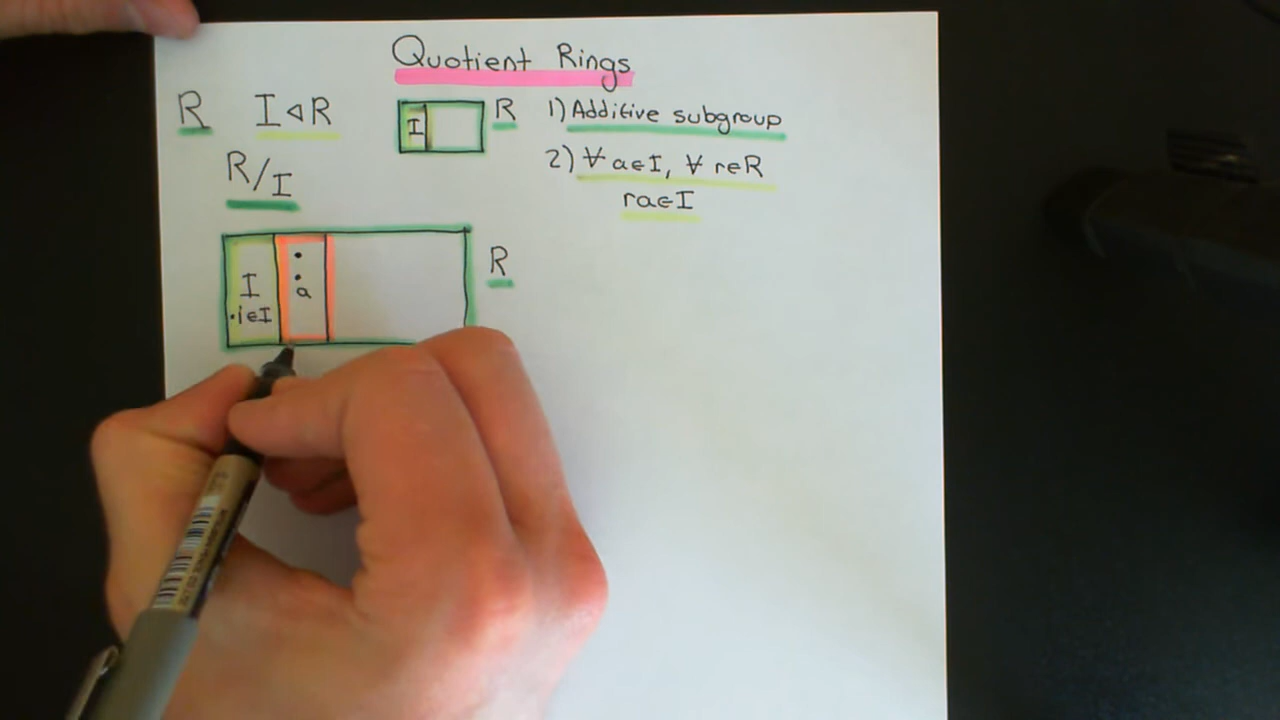 Quotient Rings
R I ◁ R
I R
1) Additive subgroup
R/I
2) ∀ a∈I, ∀ r∈R
ra∈I
I a R
·i∈I